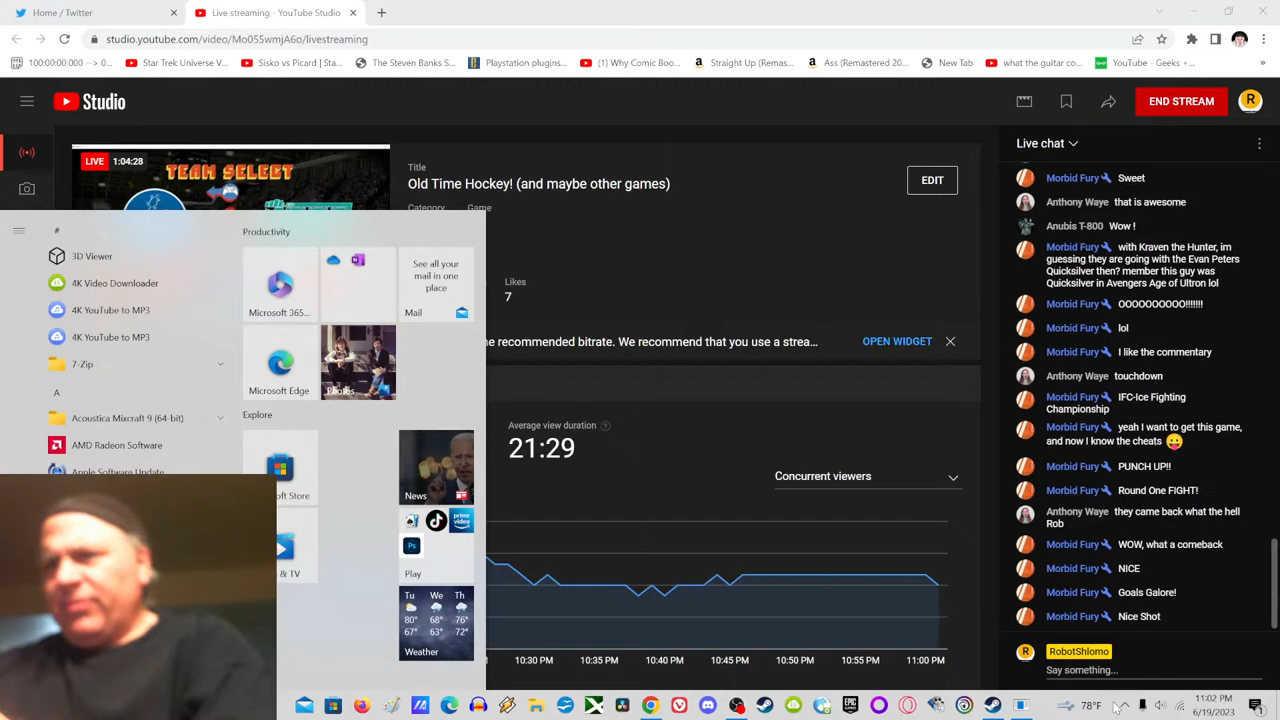 Home / Twitter
Live streaming - YouTube Studio
studio.youtube.com/video/Mo055wmjA6o/livestreaming
100:00:00,000 --> 0...
Star Trek Universe V...
Sisko vs Picard | Sta...
The Steven Banks S...
Playstation plugins...
(1) Why Comic Boo...
Straight Up (Remas...
Ass (Remastered 20...
New Tab
what the guitar co...
YouTube - Geeks +...
Studio
END STREAM
R
LIVE 1:04:28
TEAM SELECT
Title
Old Time Hockey! (and maybe other games)
EDIT
Category Game
Likes
7
e recommended bitrate. We recommend that you use a strea...
OPEN WIDGET
Average view duration
21:29
Concurrent viewers
10:30 PM
10:35 PM
10:40 PM
10:45 PM
10:50 PM
10:55 PM
11:00 PM
#
3D Viewer
4K Video Downloader
4K YouTube to MP3
4K YouTube to MP3
7-Zip
A
Acoustica Mixcraft 9 (64-bit)
AMD Radeon Software
Apple Software Update
Productivity
Microsoft 365...
See all your
mail in one
place
Mail
Microsoft Edge
Photos
Explore
soft Store
News
& TV
prime
video
Ps
Play
Tu We Th
80° 68° 76°
67° 63° 72°
Weather
Live chat
Morbid Fury Sweet
Anthony Waye that is awesome
Anubis T-800 Wow !
Morbid Fury with Kraven the Hunter, im
guessing they are going with the Evan Peters
Quicksilver then? member this guy was
Quicksilver in Avengers Age of Ultron lol
Morbid Fury OOOOOOOOOO!!!!!!!
Morbid Fury lol
Morbid Fury I like the commentary
Anthony Waye touchdown
Morbid Fury IFC-Ice Fighting
Championship
Morbid Fury yeah I want to get this game,
and now I know the cheats
Morbid Fury PUNCH UP!!
Morbid Fury Round One FIGHT!
Anthony Waye they came back what the hell
Rob
Morbid Fury WOW, what a comeback
Morbid Fury NICE
Morbid Fury Goals Galore!
Morbid Fury Nice Shot
R
RobotShlomo
Say something...
78°F
11:02 PM
6/19/2023